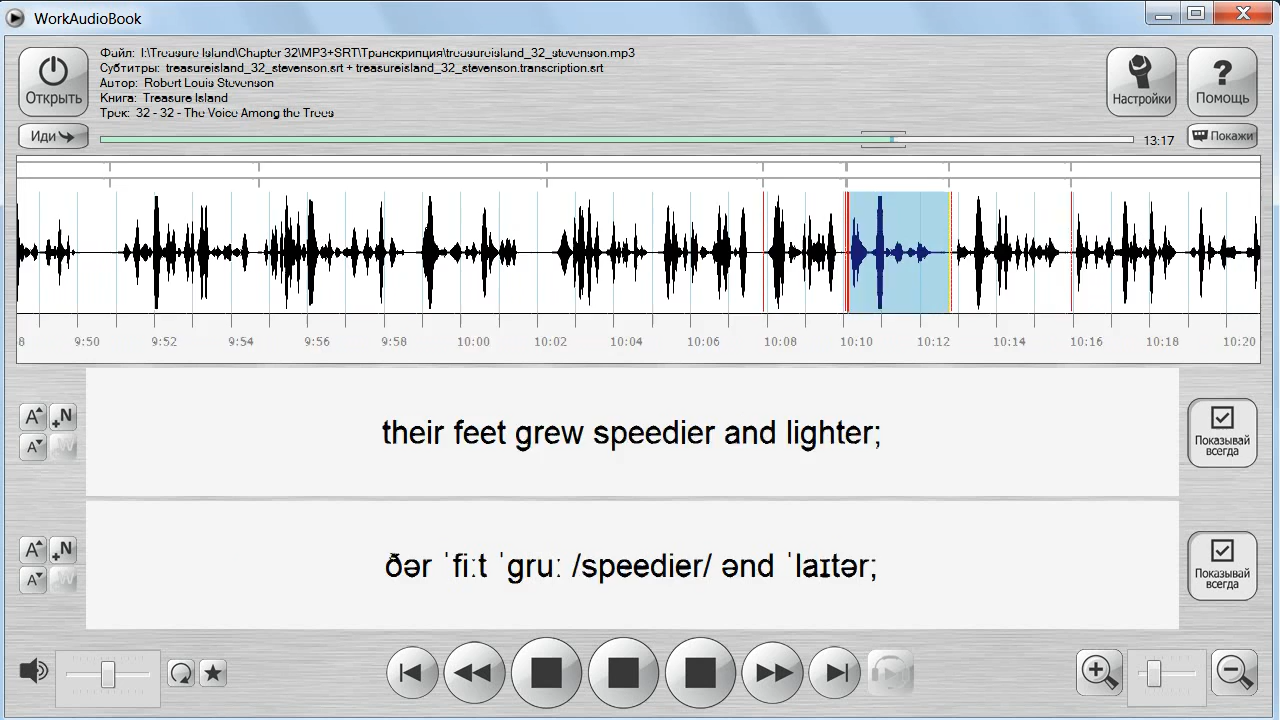 WorkAudioBook
Файл: I:\Treasure Island\Chapter 32\MP3+SRT\Транскрипция\treasureisland_32_stevenson.mp3
Субтитры: treasureisland_32_stevenson.srt + treasureisland_32_stevenson.transcription.srt
Автор: Robert Louis Stevenson
Книга: Treasure Island
Трек: 32 - 32 - The Voice Among the Trees
Открыть
Настройки
?
Помощь
Иди
13:17
Покажи
8 9:50 9:52 9:54 9:56 9:58 10:00 10:02 10:04 10:06 10:08 10:10 10:12 10:14 10:16 10:18 10:20
A +N
A W
their feet grew speedier and lighter;
Показывай
всегда
A +N
A W
ðər ˈfiːt ˈɡruː /speedier/ ənd ˈlaɪtər;
Показывай
всегда